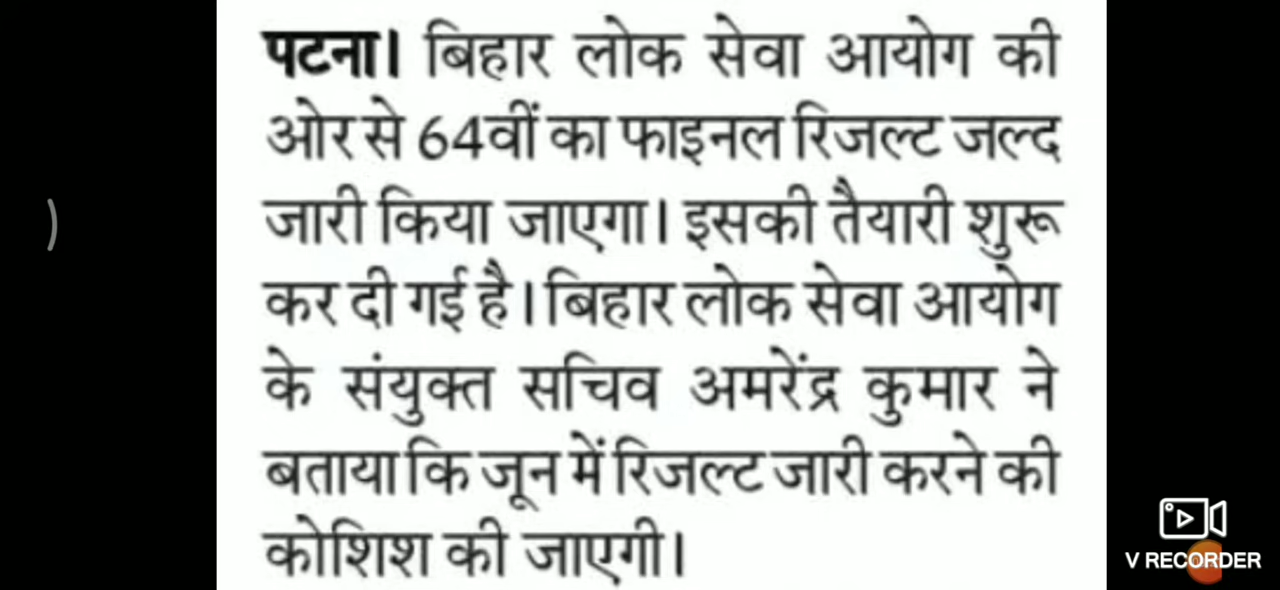 पटना। बिहार लोक सेवा आयोग की
ओर से 64वीं का फाइनल रिजल्ट जल्द
जारी किया जाएगा। इसकी तैयारी शुरू
कर दी गई है। बिहार लोक सेवा आयोग
के संयुक्त सचिव अमरेंद्र कुमार ने
बताया कि जून में रिजल्ट जारी करने की
कोशिश की जाएगी।
V RECORDER